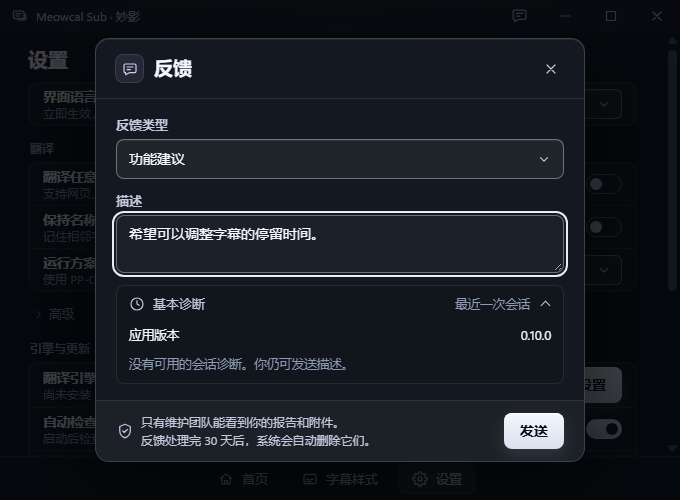 Meowcal Sub · 妙影
设置
界面语言
立即生效,
翻译
翻译任意
支持网页,
保持名称
记住相邻
运行方案
使用 PP-O
高级
引擎与更新
翻译引擎
尚未安装
设置
自动检查
启动后检
反馈
反馈类型
功能建议
描述
希望可以调整字幕的停留时间。
基本诊断
最近一次会话
应用版本
0.10.0
没有可用的会话诊断。你仍可发送描述。
只有维护团队能看到你的报告和附件。
反馈处理完 30 天后，系统会自动删除它们。
发送
首页
字幕样式
设置